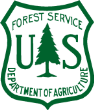 FOREST SERVICE
U S
DEPARTMENT OF AGRICULTURE